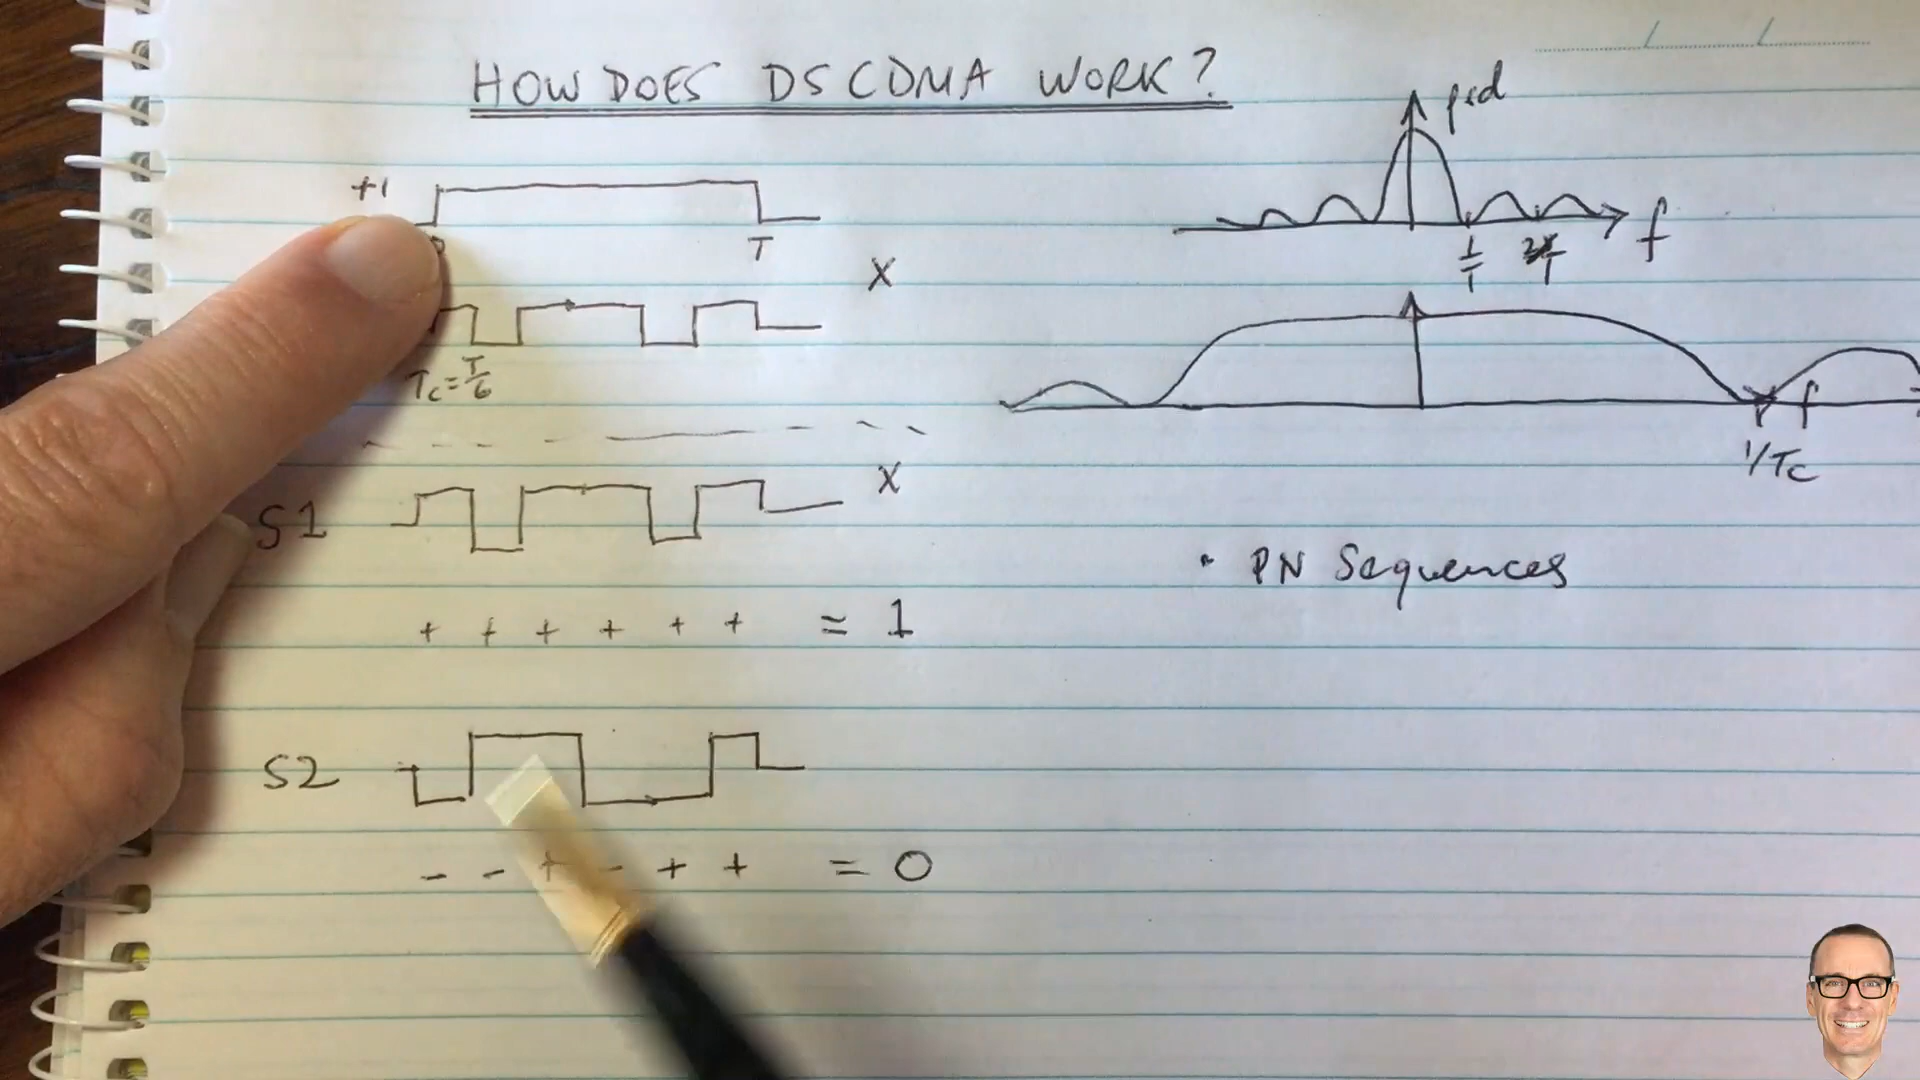 HOW DOES DS CDMA WORK?
+1
T
X
Tc = T/6
psd
f
1/T
f
1/Tc
S1
X
• PN Sequences
+ + + + + + = 1
S2
- - + - + + = 0